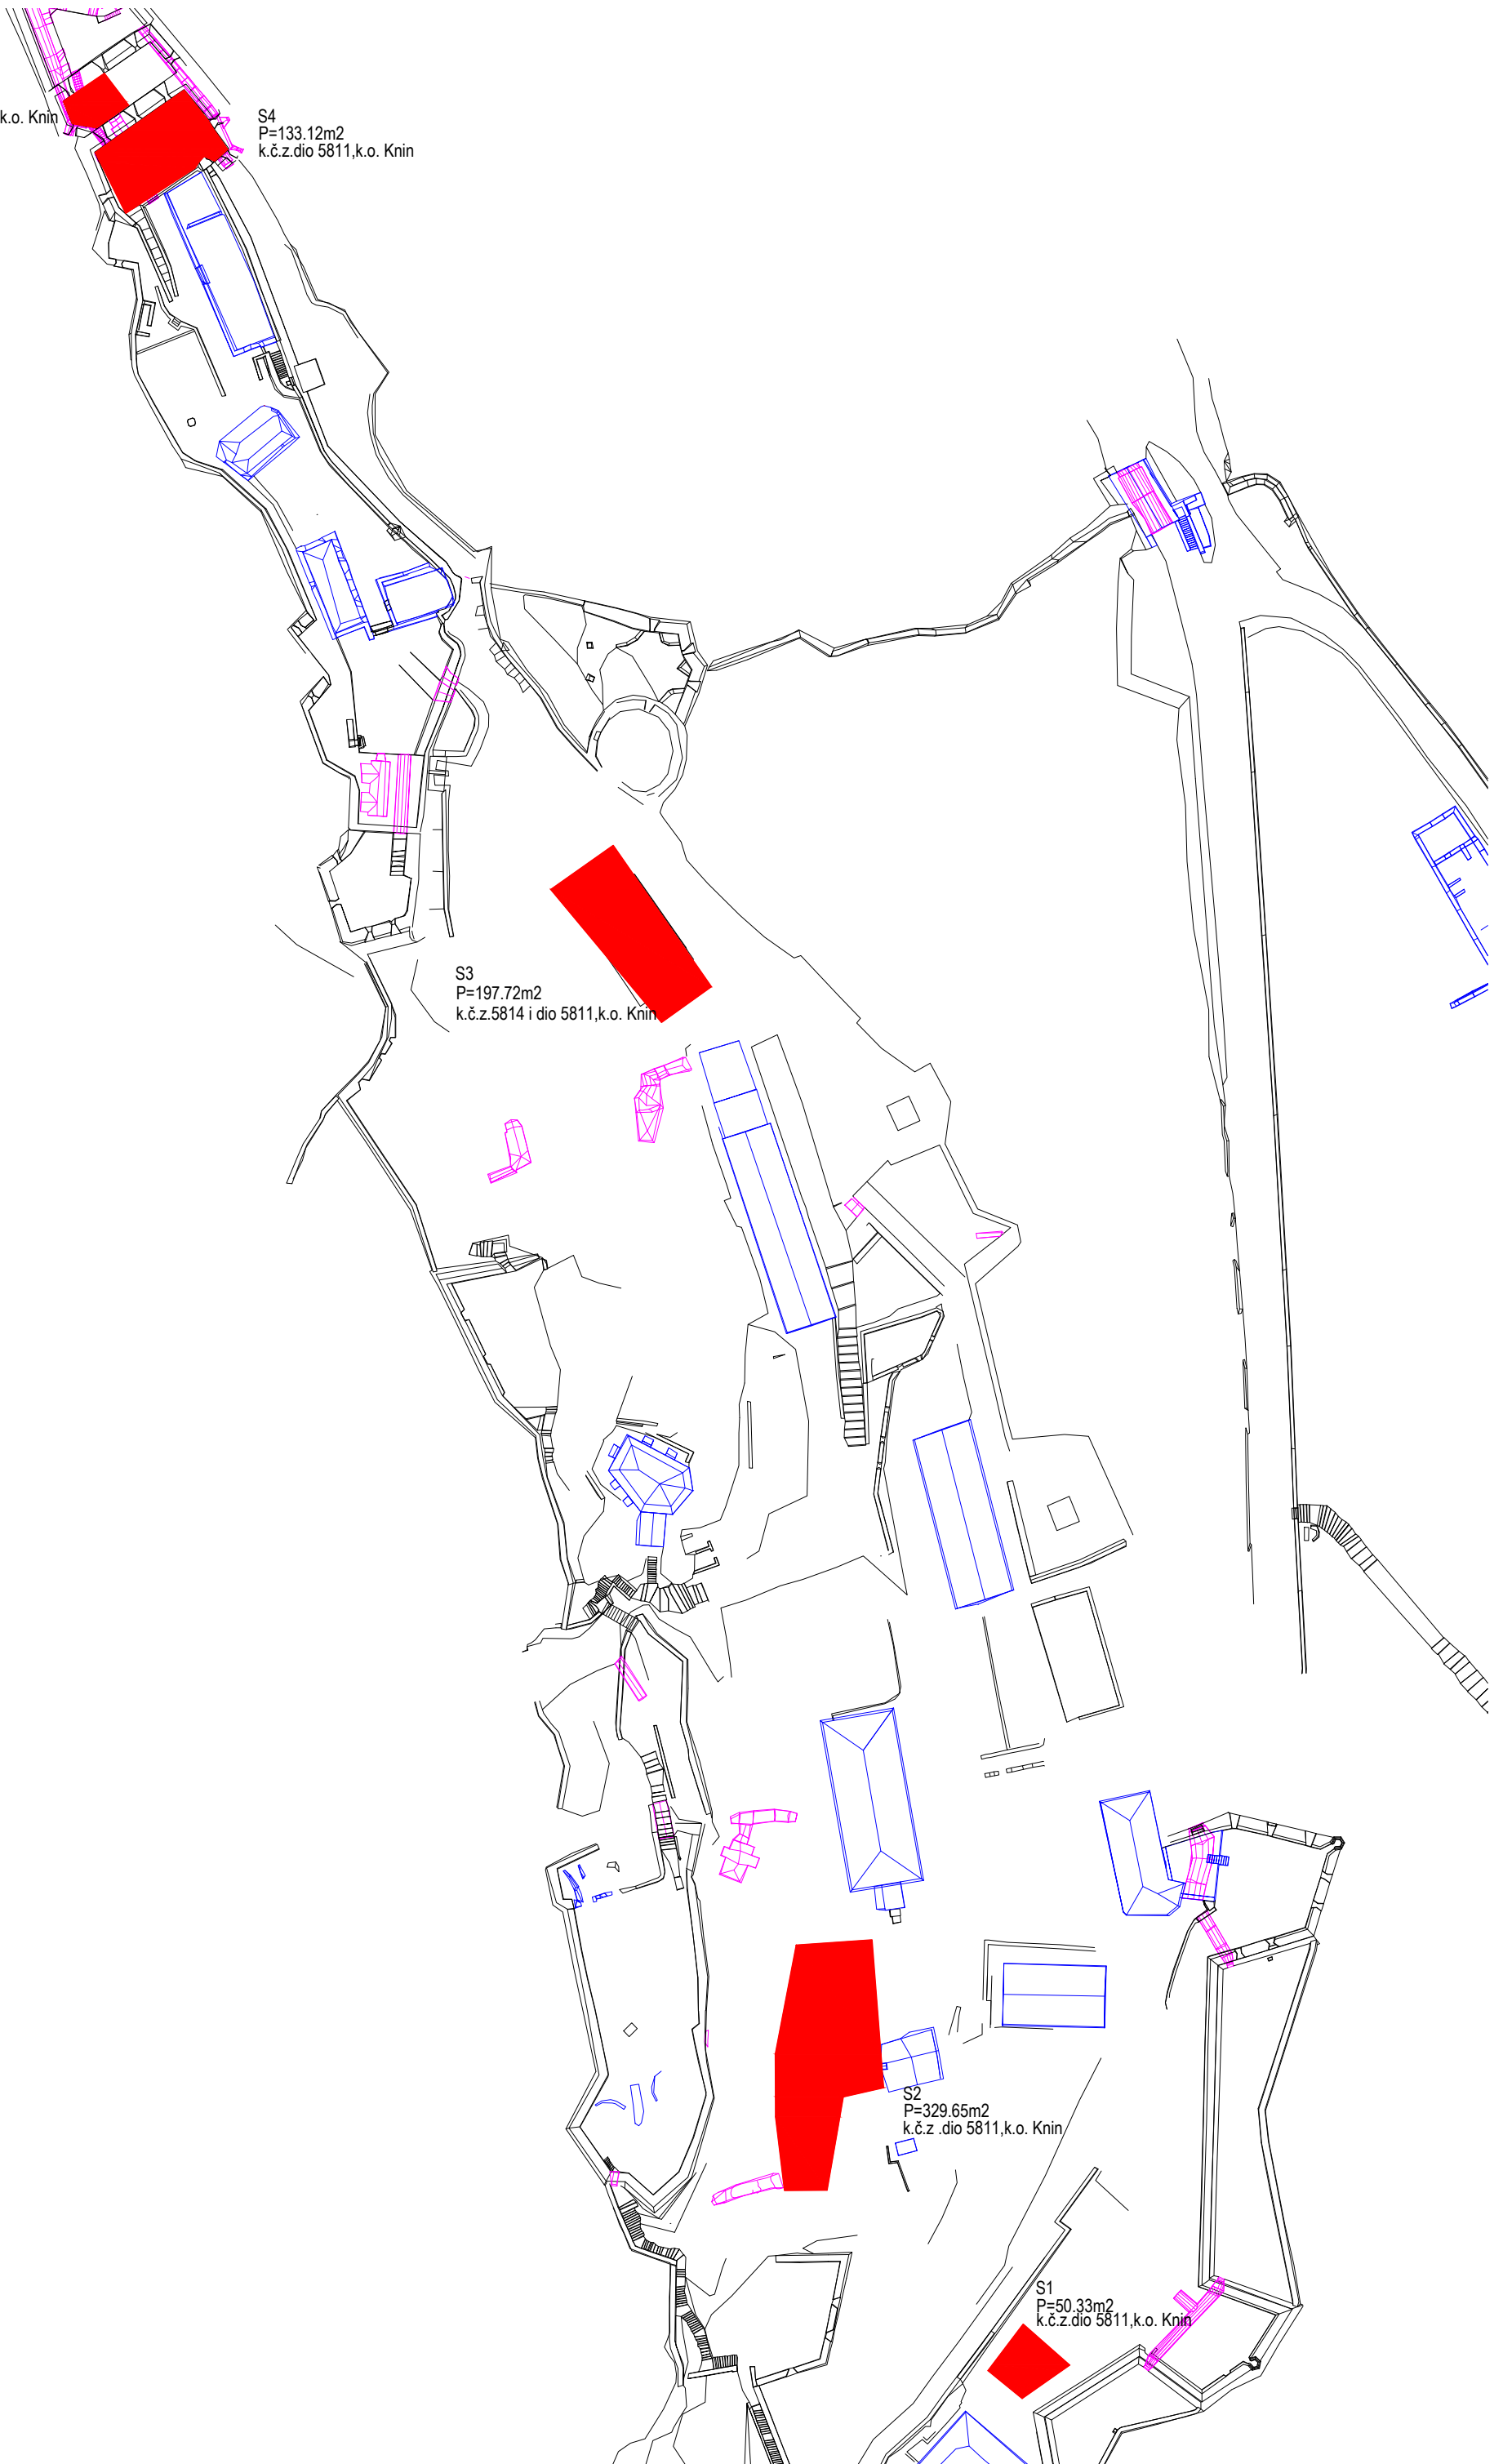 k.o. Knin
S4
P=133.12m2
k.č.z.dio 5811,k.o. Knin
S3
P=197.72m2
k.č.z.5814 i dio 5811,k.o. Knin
S2
P=329.65m2
k.č.z .dio 5811,k.o. Knin
S1
P=50.33m2
k.č.z.dio 5811,k.o. Knin